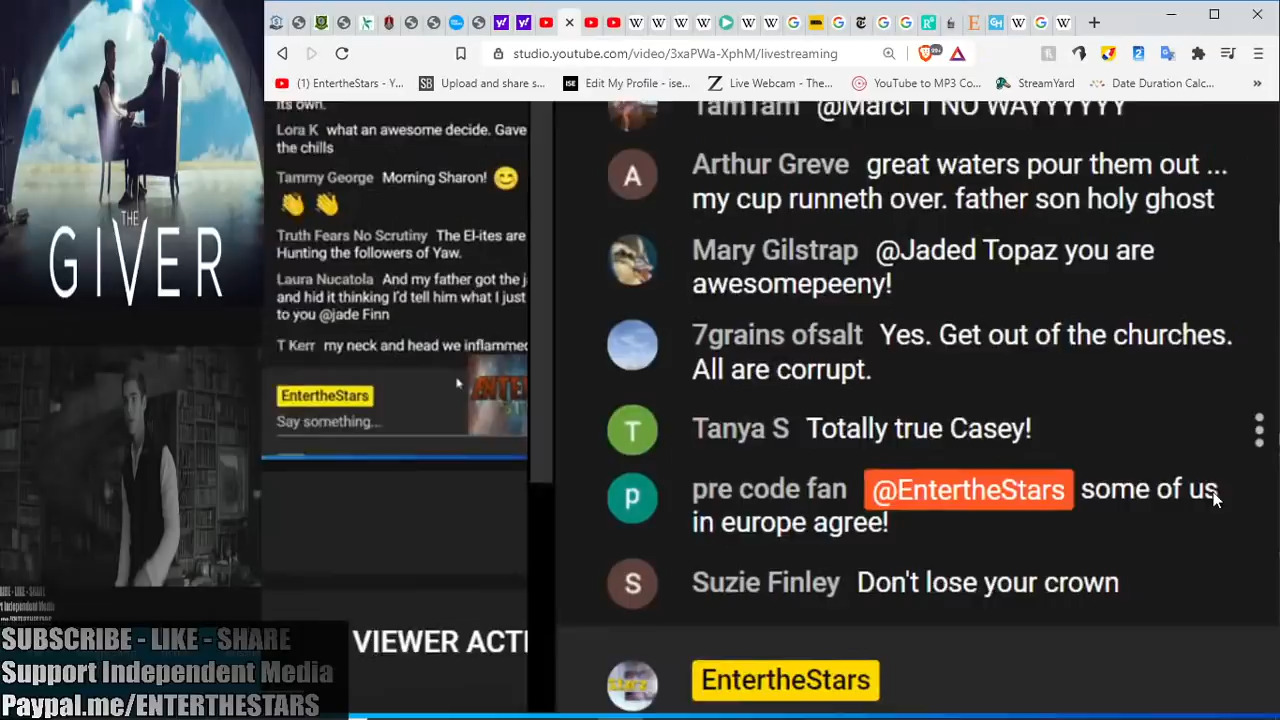 THE
GIVER
SUBSCRIBE - LIKE - SHARE
Support Independent Media
Paypal.me/ENTERTHESTARS
studio.youtube.com/video/3xaPWa-XphM/livestreaming
(1) EntertheStars - Y...
Upload and share s...
Edit My Profile - ise...
Live Webcam - The...
YouTube to MP3 Co...
StreamYard
Date Duration Calc...
its own.
Lora K what an awesome decide. Gave
the chills
Tammy George Morning Sharon! 😊
👏 👏
Truth Fears No Scrutiny The El-ites are
Hunting the followers of Yaw.
Laura Nucatola And my father got the j
and hid it thinking I'd tell him what I just
to you @jade Finn
T Kerr my neck and head we inflamed
EntertheStars
Say something...
VIEWER ACTI
TamTam @Marci T NO WAYYYYYY
Arthur Greve great waters pour them out ...
my cup runneth over. father son holy ghost
Mary Gilstrap @Jaded Topaz you are
awesomepeeny!
7grains ofsalt Yes. Get out of the churches.
All are corrupt.
Tanya S Totally true Casey!
pre code fan @EntertheStars some of us
in europe agree!
Suzie Finley Don't lose your crown
EntertheStars